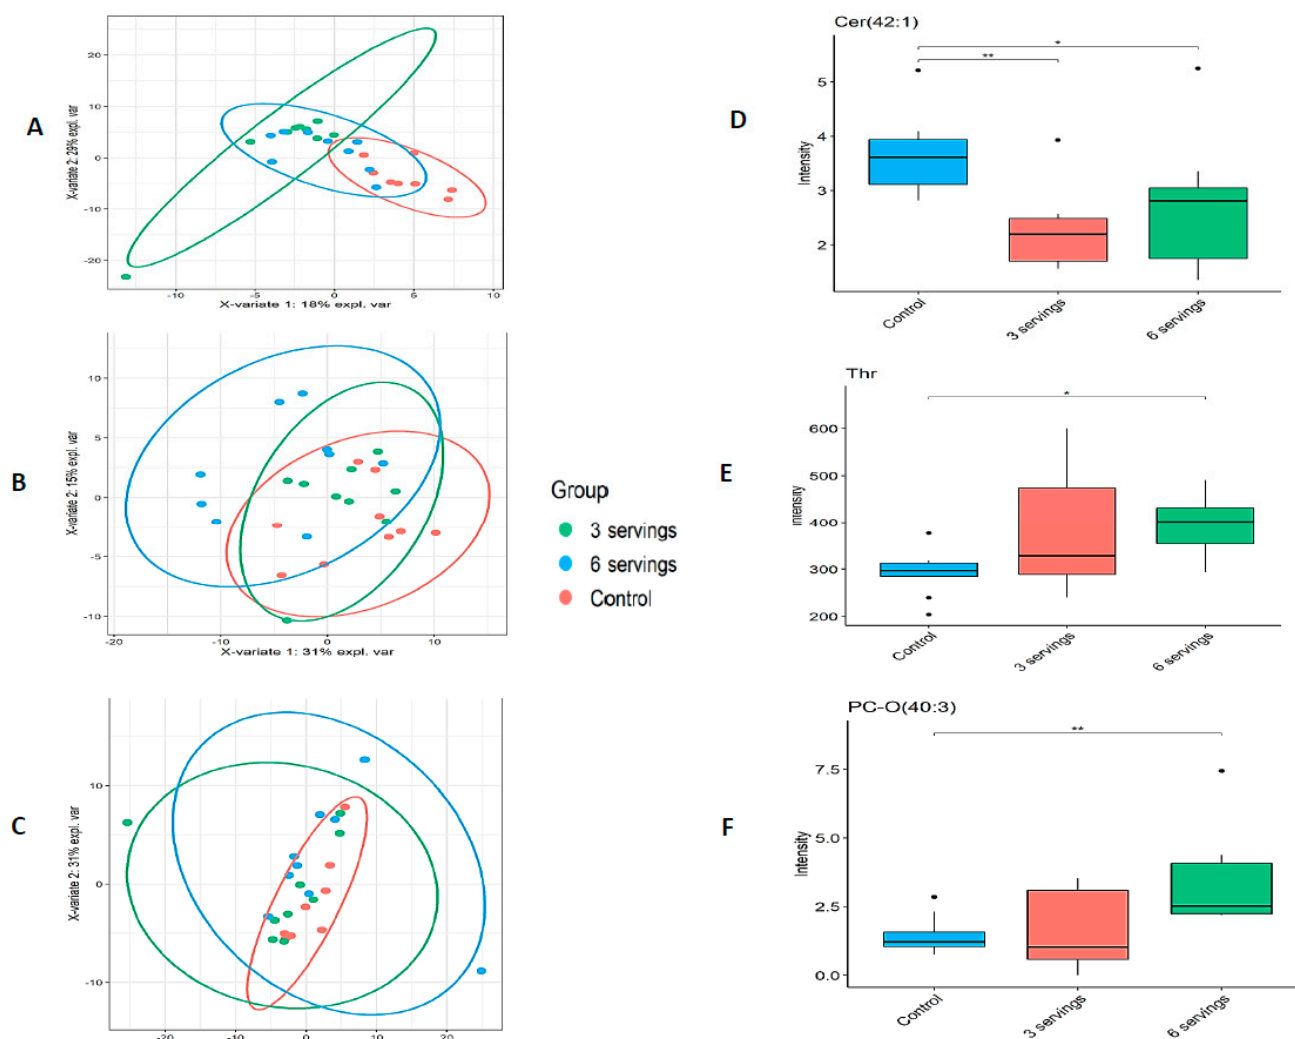 A
X-variate 2: 29% expl. var
20
10
0
-10
-20
-10
-5
0
5
10
X-variate 1: 18% expl. var
B
X-variate 2: 15% expl. var
10
5
0
-5
-10
-20
-10
0
10
X-variate 1: 31% expl. var
C
X-variate 2: 31% expl. var
10
0
-10
-20
-10
0
10
20
Group
3 servings
6 servings
Control
D
Cer(42:1)
Intensity
5
4
3
2
*
**
Control
3 servings
6 servings
E
Thr
Intensity
600
500
400
300
200
*
Control
3 servings
6 servings
F
PC-O(40:3)
Intensity
7.5
5.0
2.5
0.0
**
Control
3 servings
6 servings